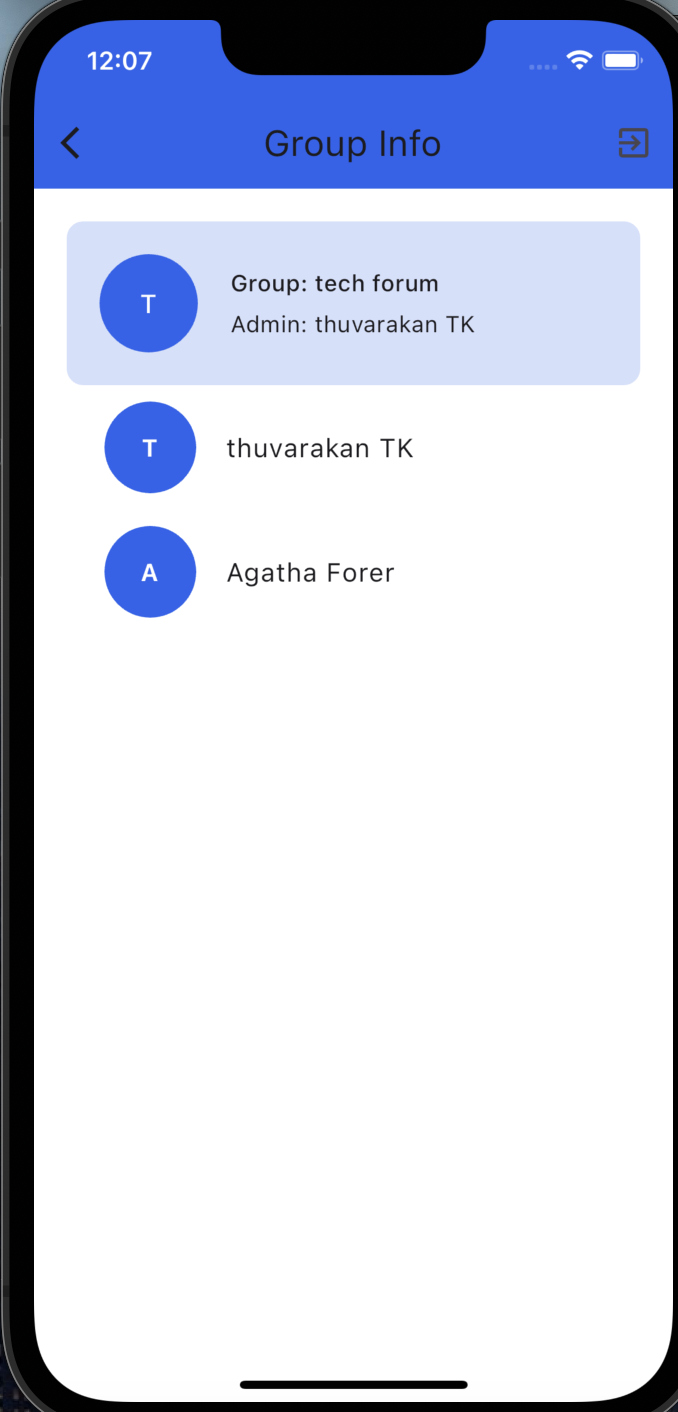 12:07
Group Info
T
Group: tech forum
Admin: thuvarakan TK
T
thuvarakan TK
A
Agatha Forer